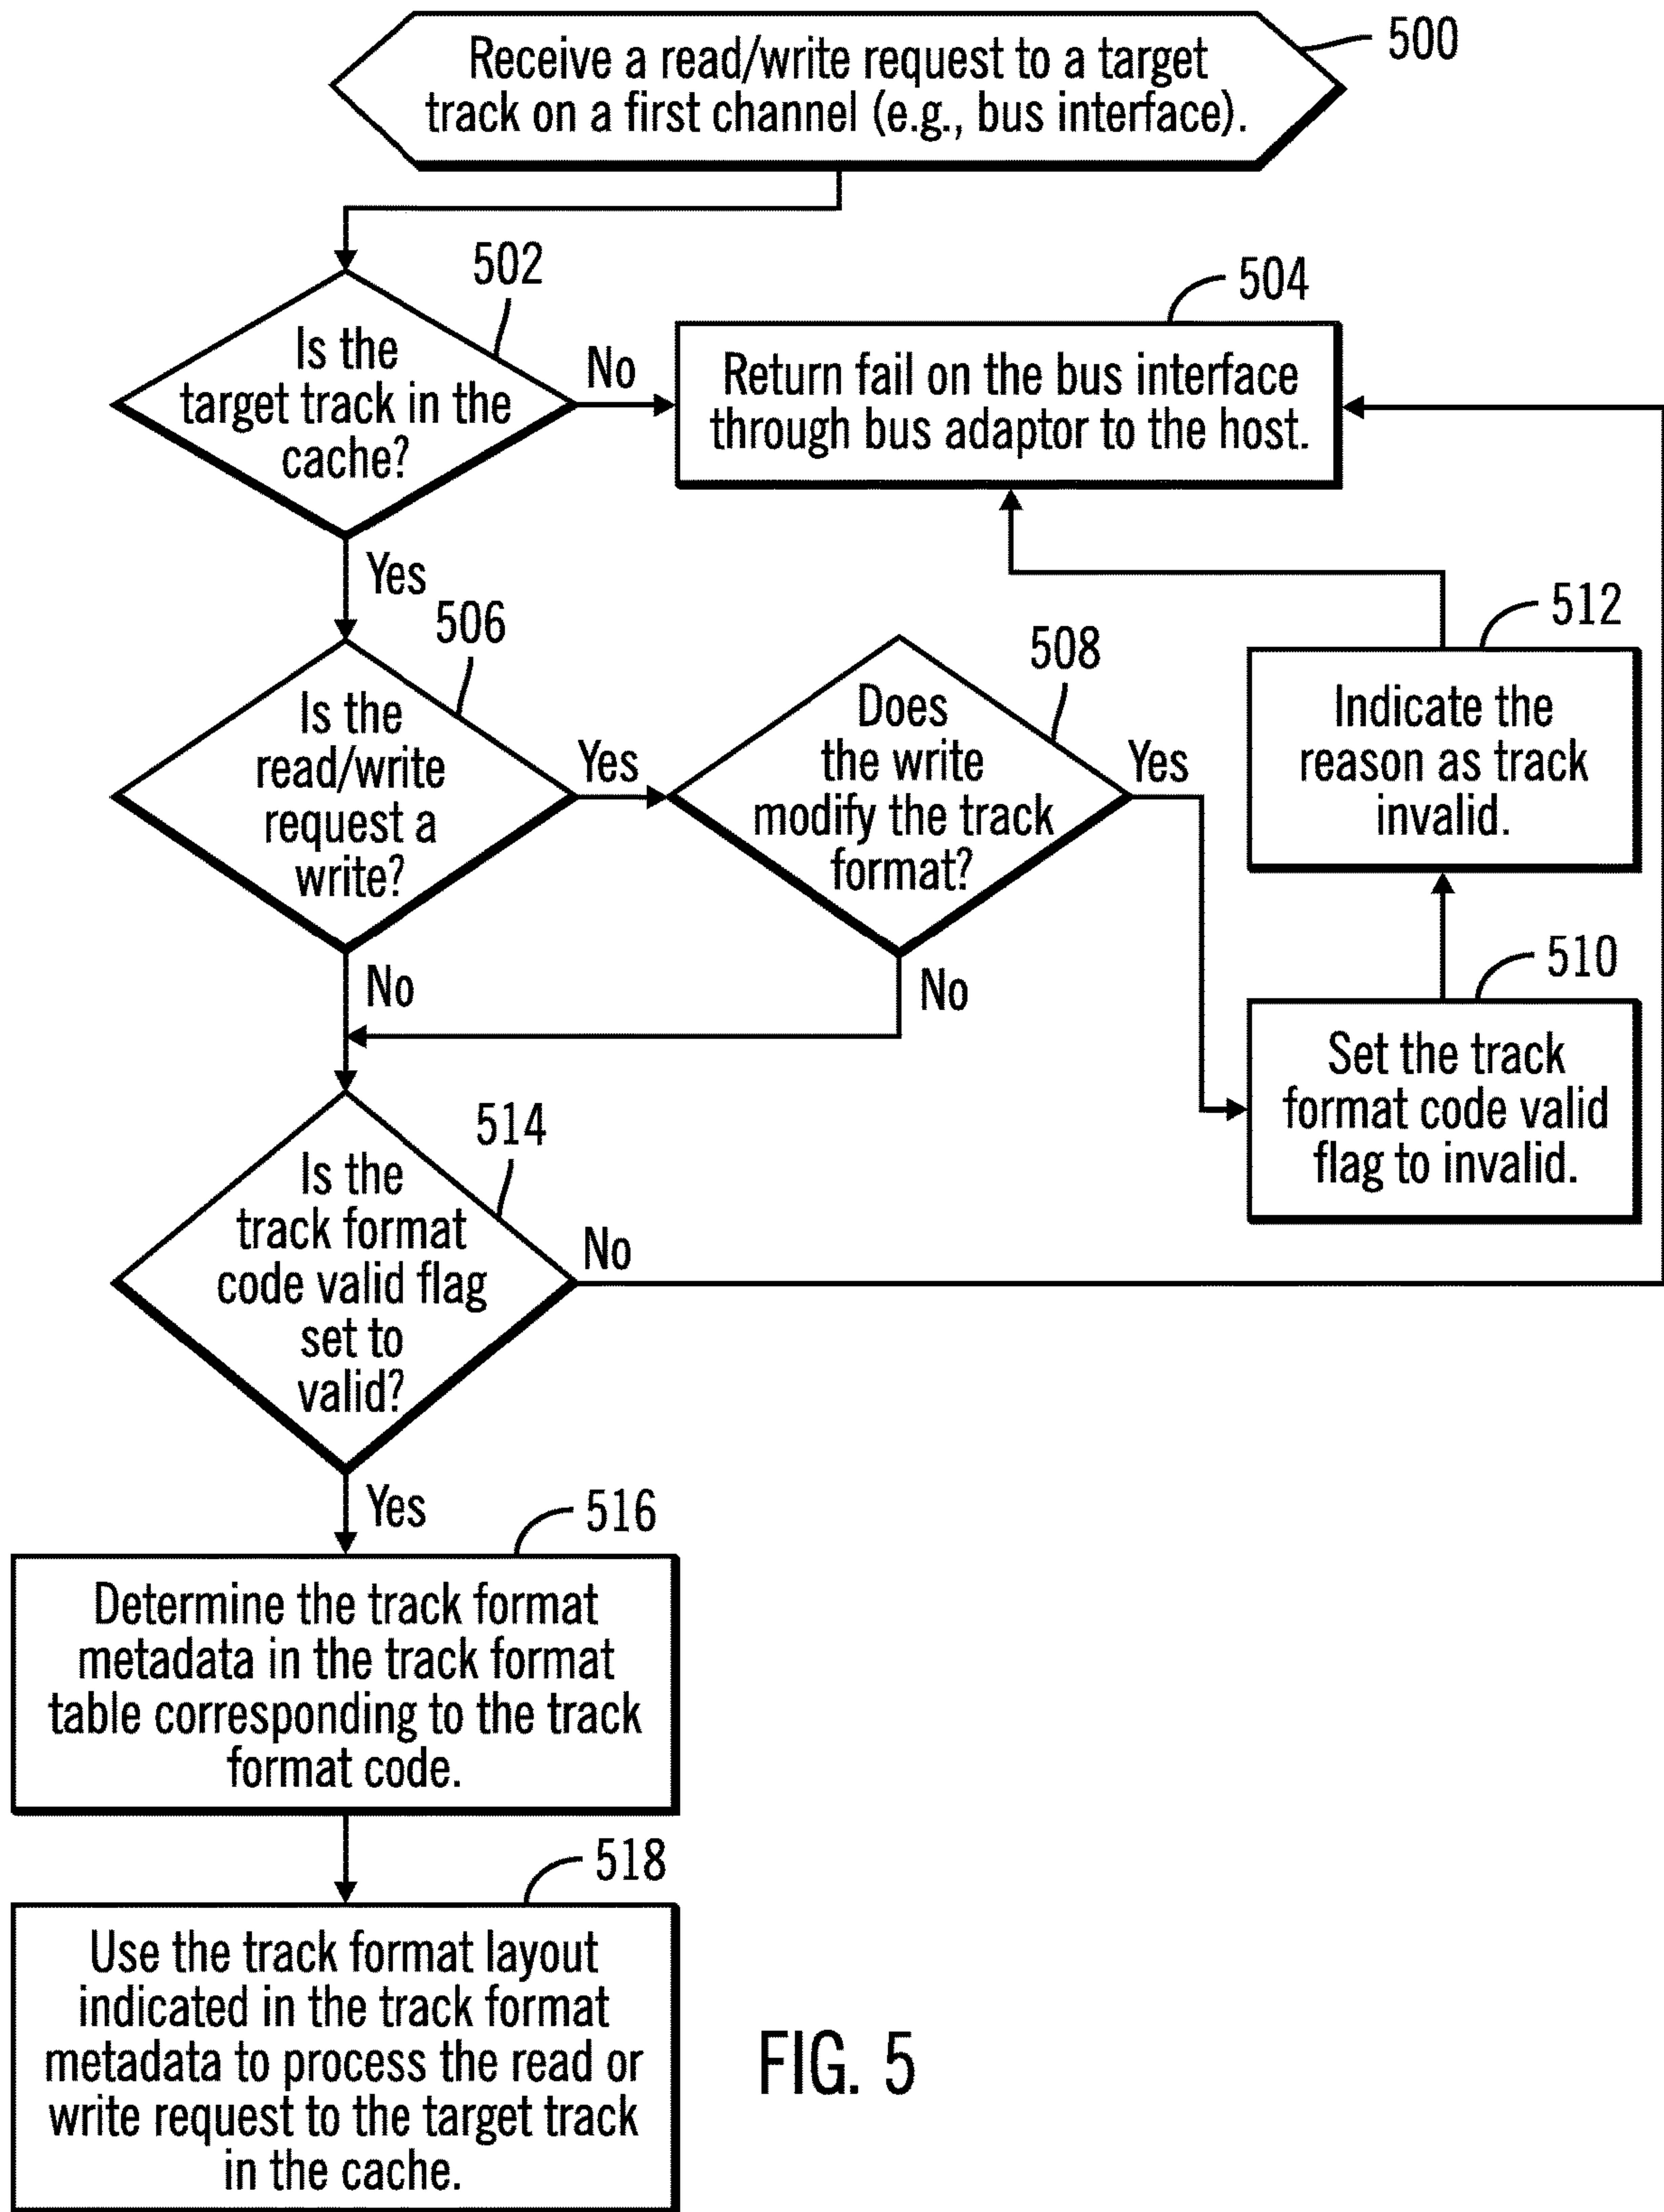 Receive a read/write request to a target
track on a first channel (e.g., bus interface).
500
502
Is the
target track in the
cache?
No
504
Return fail on the bus interface
through bus adaptor to the host.
Yes
506
Is the
read/write
request a
write?
Yes
508
Does
the write
modify the track
format?
Yes
512
Indicate the
reason as track
invalid.
No
No
510
Set the track
format code valid
flag to invalid.
514
Is the
track format
code valid flag
set to
valid?
No
Yes
516
Determine the track format
metadata in the track format
table corresponding to the track
format code.
518
Use the track format layout
indicated in the track format
metadata to process the read or
write request to the target track
in the cache.
FIG. 5